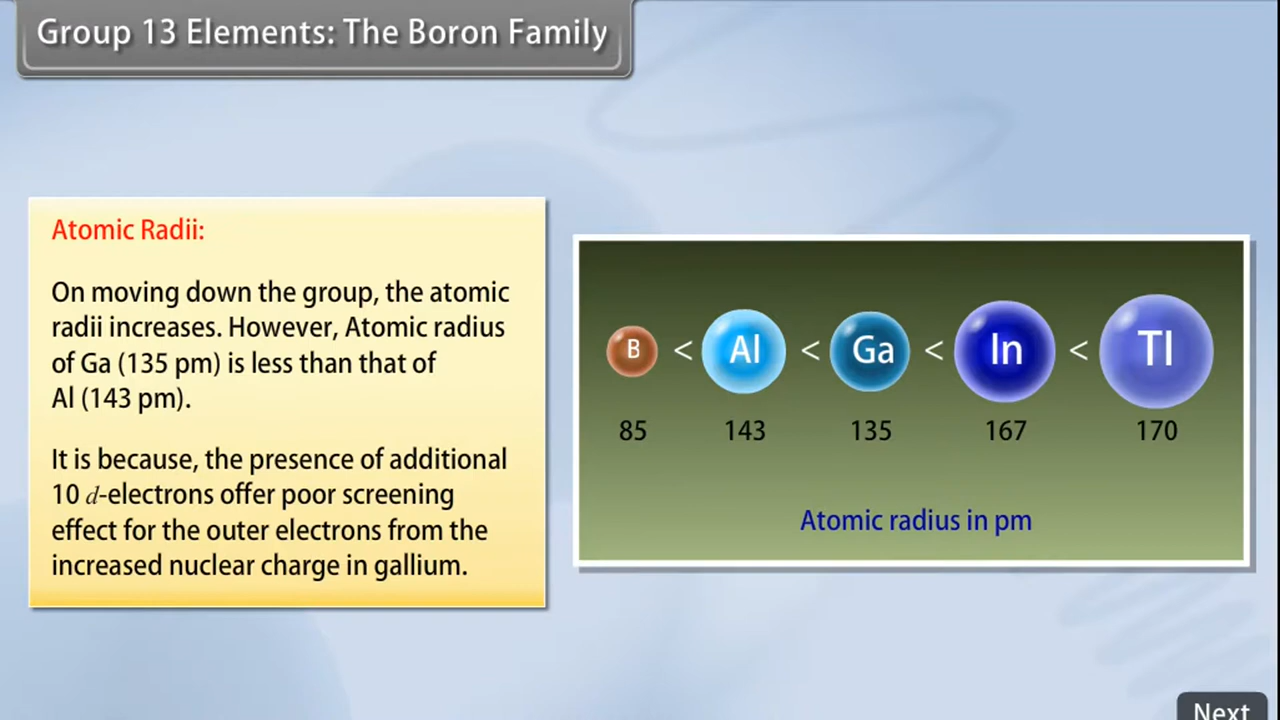 Group 13 Elements: The Boron Family
Atomic Radii:
On moving down the group, the atomic
radii increases. However, Atomic radius
of Ga (135 pm) is less than that of
Al (143 pm).
It is because, the presence of additional
10 d-electrons offer poor screening
effect for the outer electrons from the
increased nuclear charge in gallium.
B < Al < Ga < In < Tl
85 143 135 167 170
Atomic radius in pm
Next